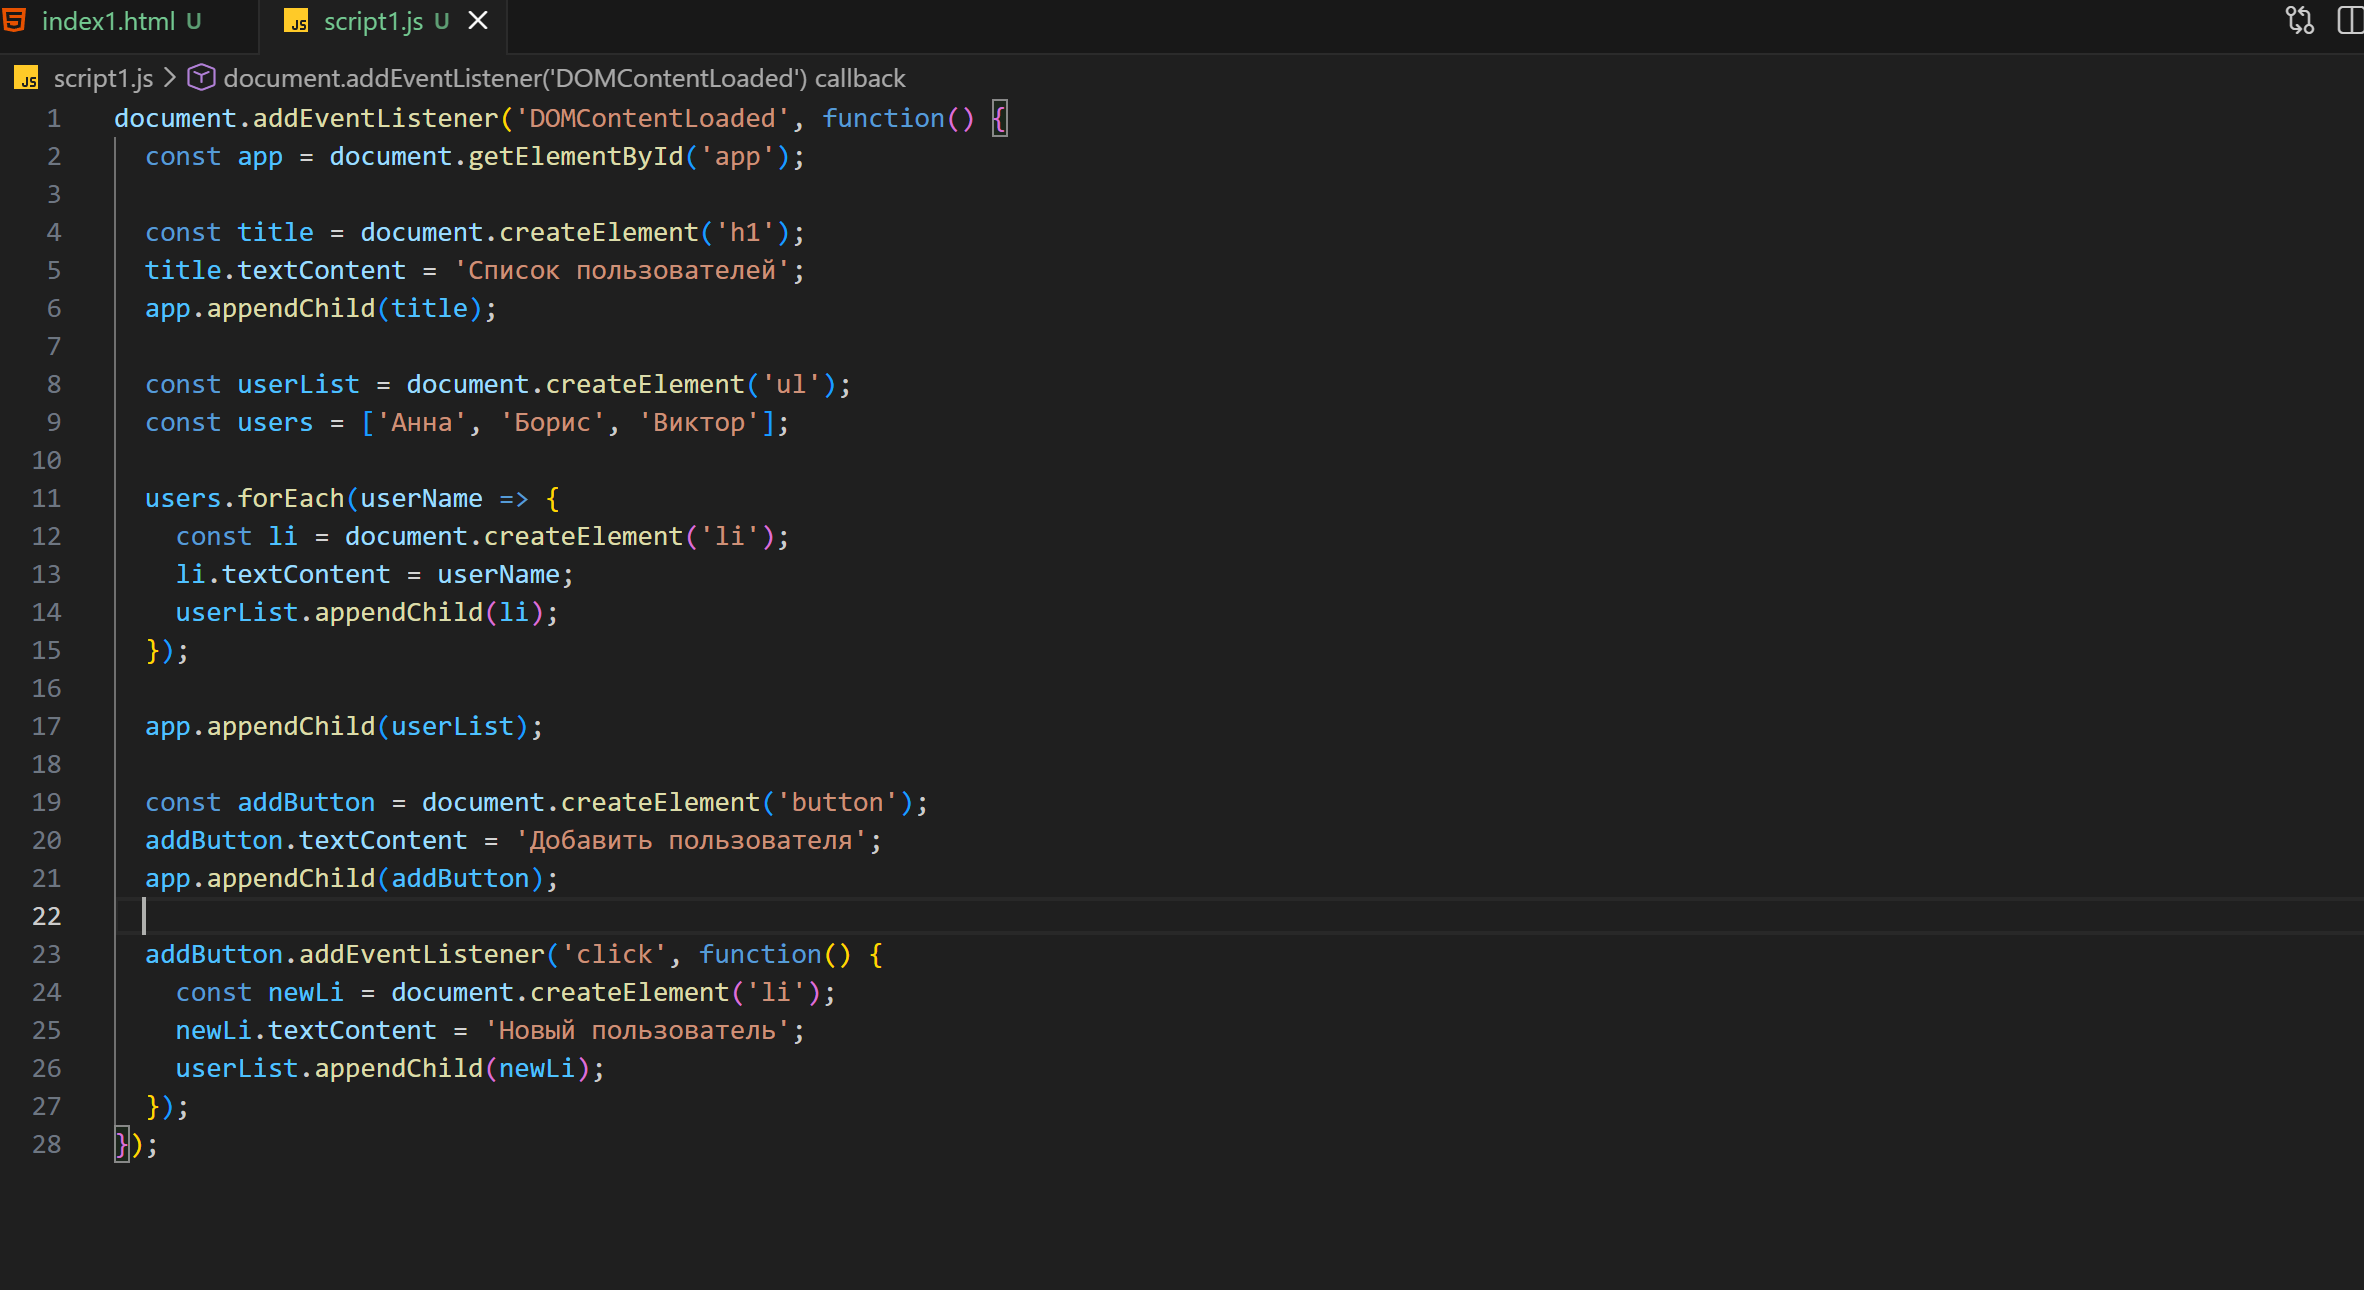 index1.html U
script1.js U
script1.js > document.addEventListener('DOMContentLoaded') callback
1 document.addEventListener('DOMContentLoaded', function() {
2   const app = document.getElementById('app');
3
4   const title = document.createElement('h1');
5   title.textContent = 'Список пользователей';
6   app.appendChild(title);
7
8   const userList = document.createElement('ul');
9   const users = ['Анна', 'Борис', 'Виктор'];
10
11   users.forEach(userName => {
12     const li = document.createElement('li');
13     li.textContent = userName;
14     userList.appendChild(li);
15   });
16
17   app.appendChild(userList);
18
19   const addButton = document.createElement('button');
20   addButton.textContent = 'Добавить пользователя';
21   app.appendChild(addButton);
22
23   addButton.addEventListener('click', function() {
24     const newLi = document.createElement('li');
25     newLi.textContent = 'Новый пользователь';
26     userList.appendChild(newLi);
27   });
28 });